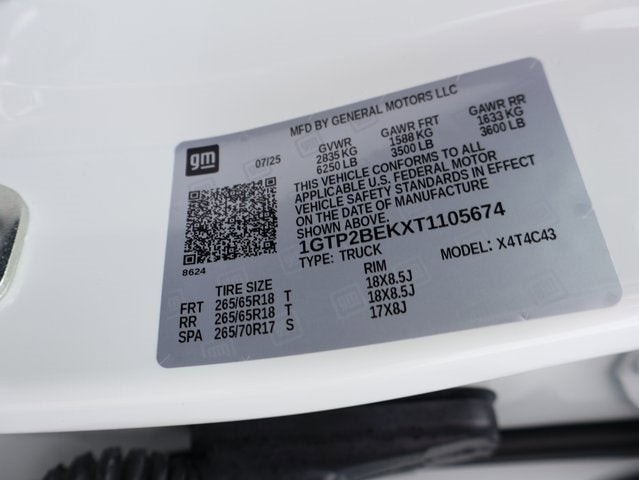 MFD BY GENERAL MOTORS LLC
gm
07/25
GVWR GAWR FRT GAWR RR
2835 KG 1588 KG 1633 KG
6250 LB 3500 LB 3600 LB
THIS VEHICLE CONFORMS TO ALL
APPLICABLE U.S. FEDERAL MOTOR
VEHICLE SAFETY STANDARDS IN EFFECT
ON THE DATE OF MANUFACTURE
SHOWN ABOVE.
1GTP2BEKXT1105674
TYPE: TRUCK MODEL: X4T4C43
8624
TIRE SIZE RIM
FRT 265/65R18 T 18X8.5J
RR 265/65R18 T 18X8.5J
SPA 265/70R17 S 17X8J